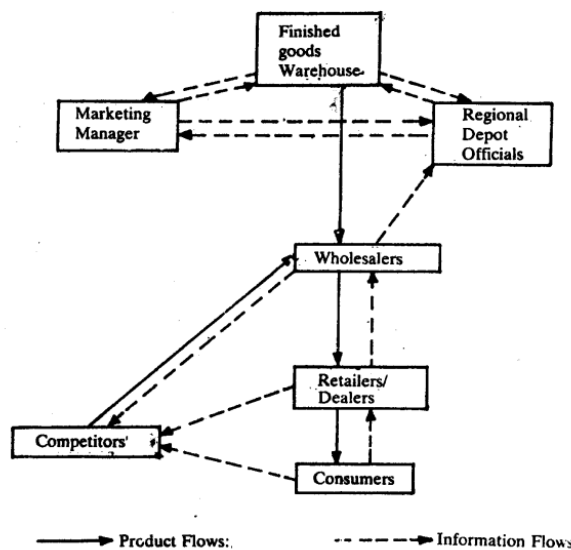 Finished
goods
Warehouse
Marketing
Manager
Regional
Depot
Officials
Wholesalers
Retailers/
Dealers
Competitors'
Consumers
Product Flows:
Information Flows